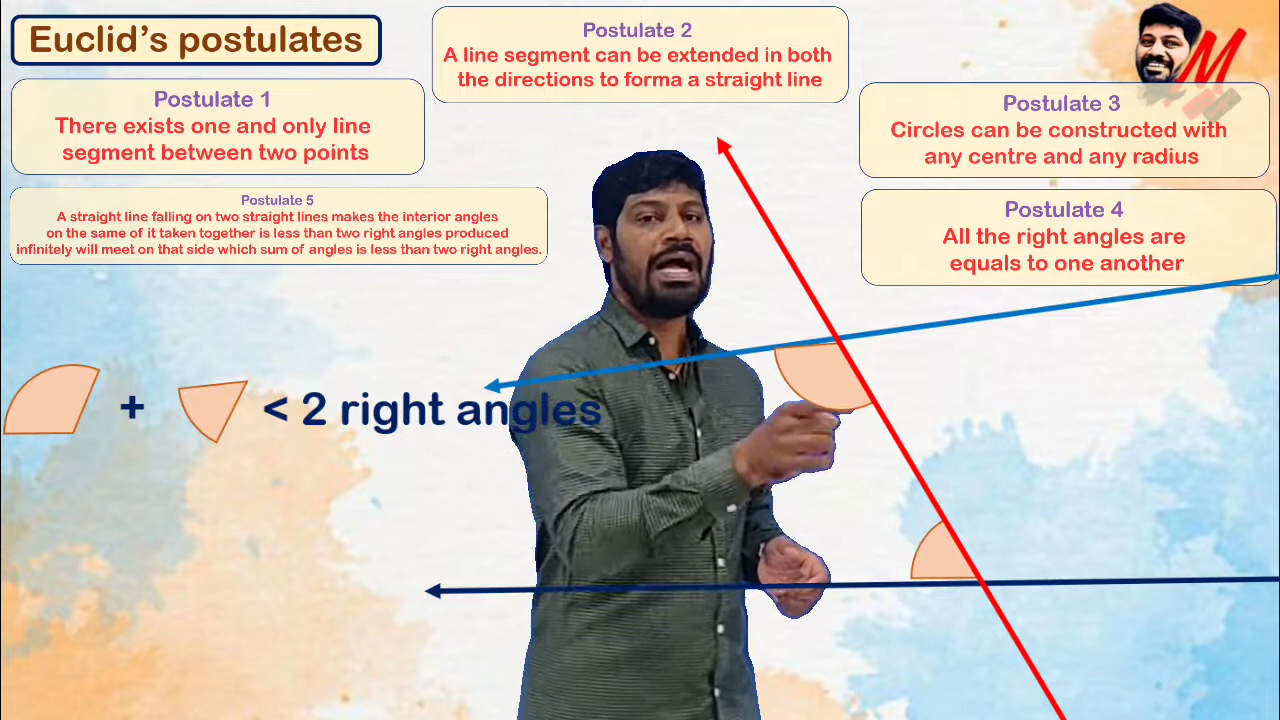 Euclid's postulates
Postulate 1
There exists one and only line
segment between two points
Postulate 2
A line segment can be extended in both
the directions to forma a straight line
Postulate 3
Circles can be constructed with
any centre and any radius
Postulate 4
All the right angles are
equals to one another
Postulate 5
A straight line falling on two straight lines makes the interior angles
on the same of it taken together is less than two right angles produced
infinitely will meet on that side which sum of angles is less than two right angles.
+ < 2 right angles
M